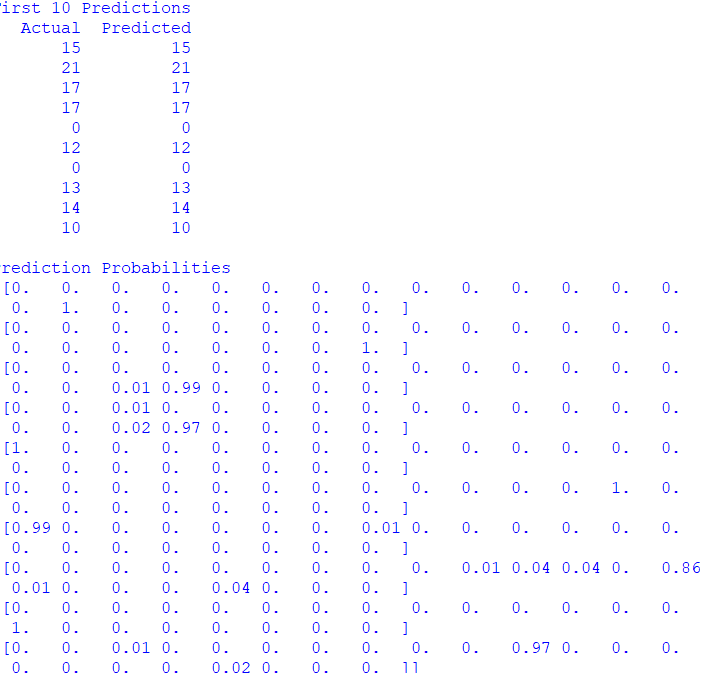 irst 10 Predictions
Actual Predicted
15 15
21 21
17 17
17 17
0 0
12 12
0 0
13 13
14 14
10 10
rediction Probabilities
[0. 0. 0. 0. 0. 0. 0. 0. 0. 0. 0. 0. 0. 0.
0. 1. 0. 0. 0. 0. 0. 0. ]
[0. 0. 0. 0. 0. 0. 0. 0. 0. 0. 0. 0. 0. 0.
0. 0. 0. 0. 0. 0. 0. 1. ]
[0. 0. 0. 0. 0. 0. 0. 0. 0. 0. 0. 0. 0. 0.
0. 0. 0.01 0.99 0. 0. 0. 0. ]
[0. 0. 0.01 0. 0. 0. 0. 0. 0. 0. 0. 0. 0. 0.
0. 0. 0.02 0.97 0. 0. 0. 0. ]
[1. 0. 0. 0. 0. 0. 0. 0. 0. 0. 0. 0. 0. 0.
0. 0. 0. 0. 0. 0. 0. 0. ]
[0. 0. 0. 0. 0. 0. 0. 0. 0. 0. 0. 0. 1. 0.
0. 0. 0. 0. 0. 0. 0. 0. ]
[0.99 0. 0. 0. 0. 0. 0. 0.01 0. 0. 0. 0. 0. 0.
0. 0. 0. 0. 0. 0. 0. 0. ]
[0. 0. 0. 0. 0. 0. 0. 0. 0. 0.01 0.04 0.04 0. 0.86
0.01 0. 0. 0. 0.04 0. 0. 0. ]
[0. 0. 0. 0. 0. 0. 0. 0. 0. 0. 0. 0. 0. 0.
1. 0. 0. 0. 0. 0. 0. 0. ]
[0. 0. 0.01 0. 0. 0. 0. 0. 0. 0. 0.97 0. 0. 0.
0. 0. 0. 0. 0.02 0. 0. 0. ]]